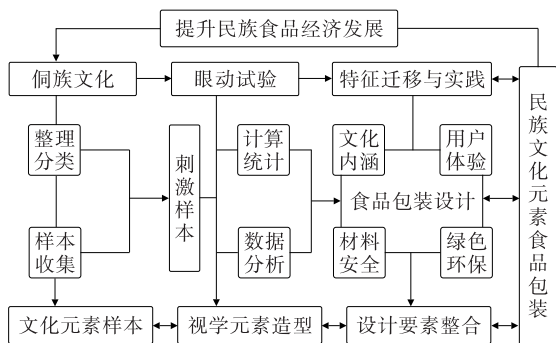 提升民族食品经济发展
侗族文化
眼动试验
特征迁移与实践
整理
分类
刺激样本
计算
统计
文化
内涵
用户
体验
食品包装设计
民族文化元素食品包装
样本
收集
数据
分析
材料
安全
绿色
环保
文化元素样本
视学元素造型
设计要素整合